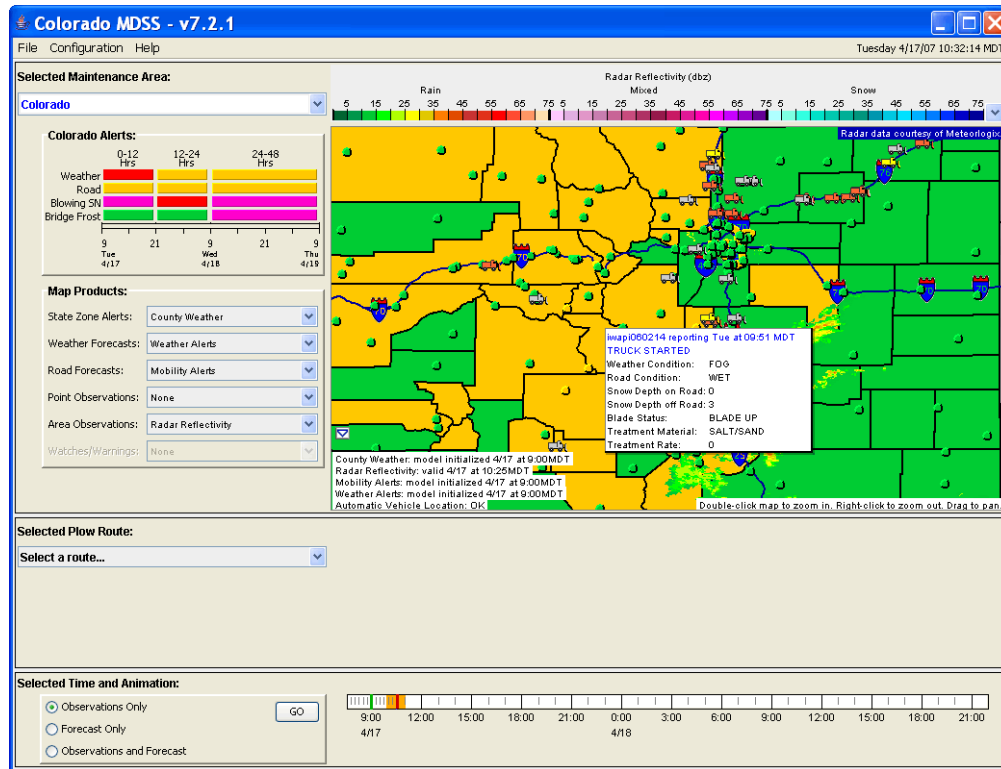 Colorado MDSS - v7.2.1
File Configuration Help
Tuesday 4/17/07 10:32:14 MDT
Selected Maintenance Area:
Colorado
Colorado Alerts:
0-12 Hrs 12-24 Hrs 24-48 Hrs
Weather
Road
Blowing SN
Bridge Frost
9 21 9 21 9
Tue Wed Thu
4/17 4/18 4/19
Map Products:
State Zone Alerts: County Weather
Weather Forecasts: Weather Alerts
Road Forecasts: Mobility Alerts
Point Observations: None
Area Observations: Radar Reflectivity
Watches/Warnings: None
Radar Reflectivity (dbz)
Rain Mixed Snow
5 15 25 35 45 55 65 75 5 15 25 35 45 55 65 75 5 15 25 35 45 55 65 75
Radar data courtesy of Meteorlogix
76
70
70
25
iwapi060214 reporting Tue at 09:51 MDT
TRUCK STARTED
Weather Condition: FOG
Road Condition: WET
Snow Depth on Road: 0
Snow Depth off Road: 3
Blade Status: BLADE UP
Treatment Material: SALT/SAND
Treatment Rate: 0
County Weather: model initialized 4/17 at 9:00MDT
Radar Reflectivity: valid 4/17 at 10:25MDT
Mobility Alerts: model initialized 4/17 at 9:00MDT
Weather Alerts: model initialized 4/17 at 9:00MDT
Automatic Vehicle Location: OK
Double-click map to zoom in. Right-click to zoom out. Drag to pan.
Selected Plow Route:
Select a route...
Selected Time and Animation:
Observations Only
Forecast Only
Observations and Forecast
GO
9:00 12:00 15:00 18:00 21:00 0:00 3:00 6:00 9:00 12:00 15:00 18:00 21:00
4/17 4/18